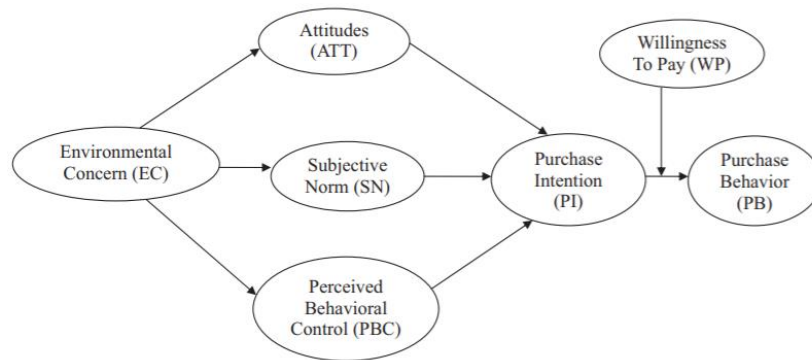 Attitudes
(ATT)
Willingness
To Pay (WP)
Environmental
Concern (EC)
Subjective
Norm (SN)
Purchase
Intention
(PI)
Purchase
Behavior
(PB)
Perceived
Behavioral
Control (PBC)